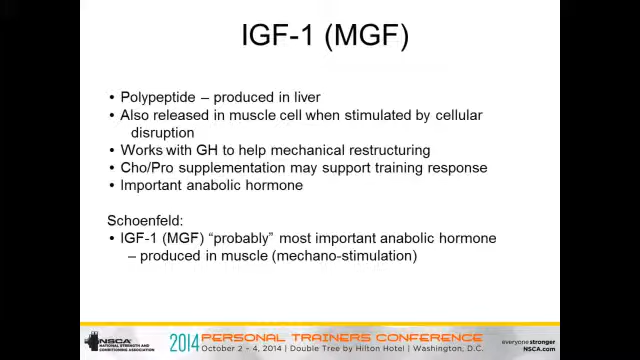 IGF-1 (MGF)
• Polypeptide – produced in liver
• Also released in muscle cell when stimulated by cellular
disruption
• Works with GH to help mechanical restructuring
• Cho/Pro supplementation may support training response
• Important anabolic hormone
Schoenfeld:
• IGF-1 (MGF) “probably” most important anabolic hormone
– produced in muscle (mechano-stimulation)
NSCA
NATIONAL STRENGTH AND
CONDITIONING ASSOCIATION
2014 PERSONAL TRAINERS CONFERENCE
October 2 – 4, 2014 | Double Tree by Hilton Hotel | Washington, D.C.
everyone stronger
NSCA.com